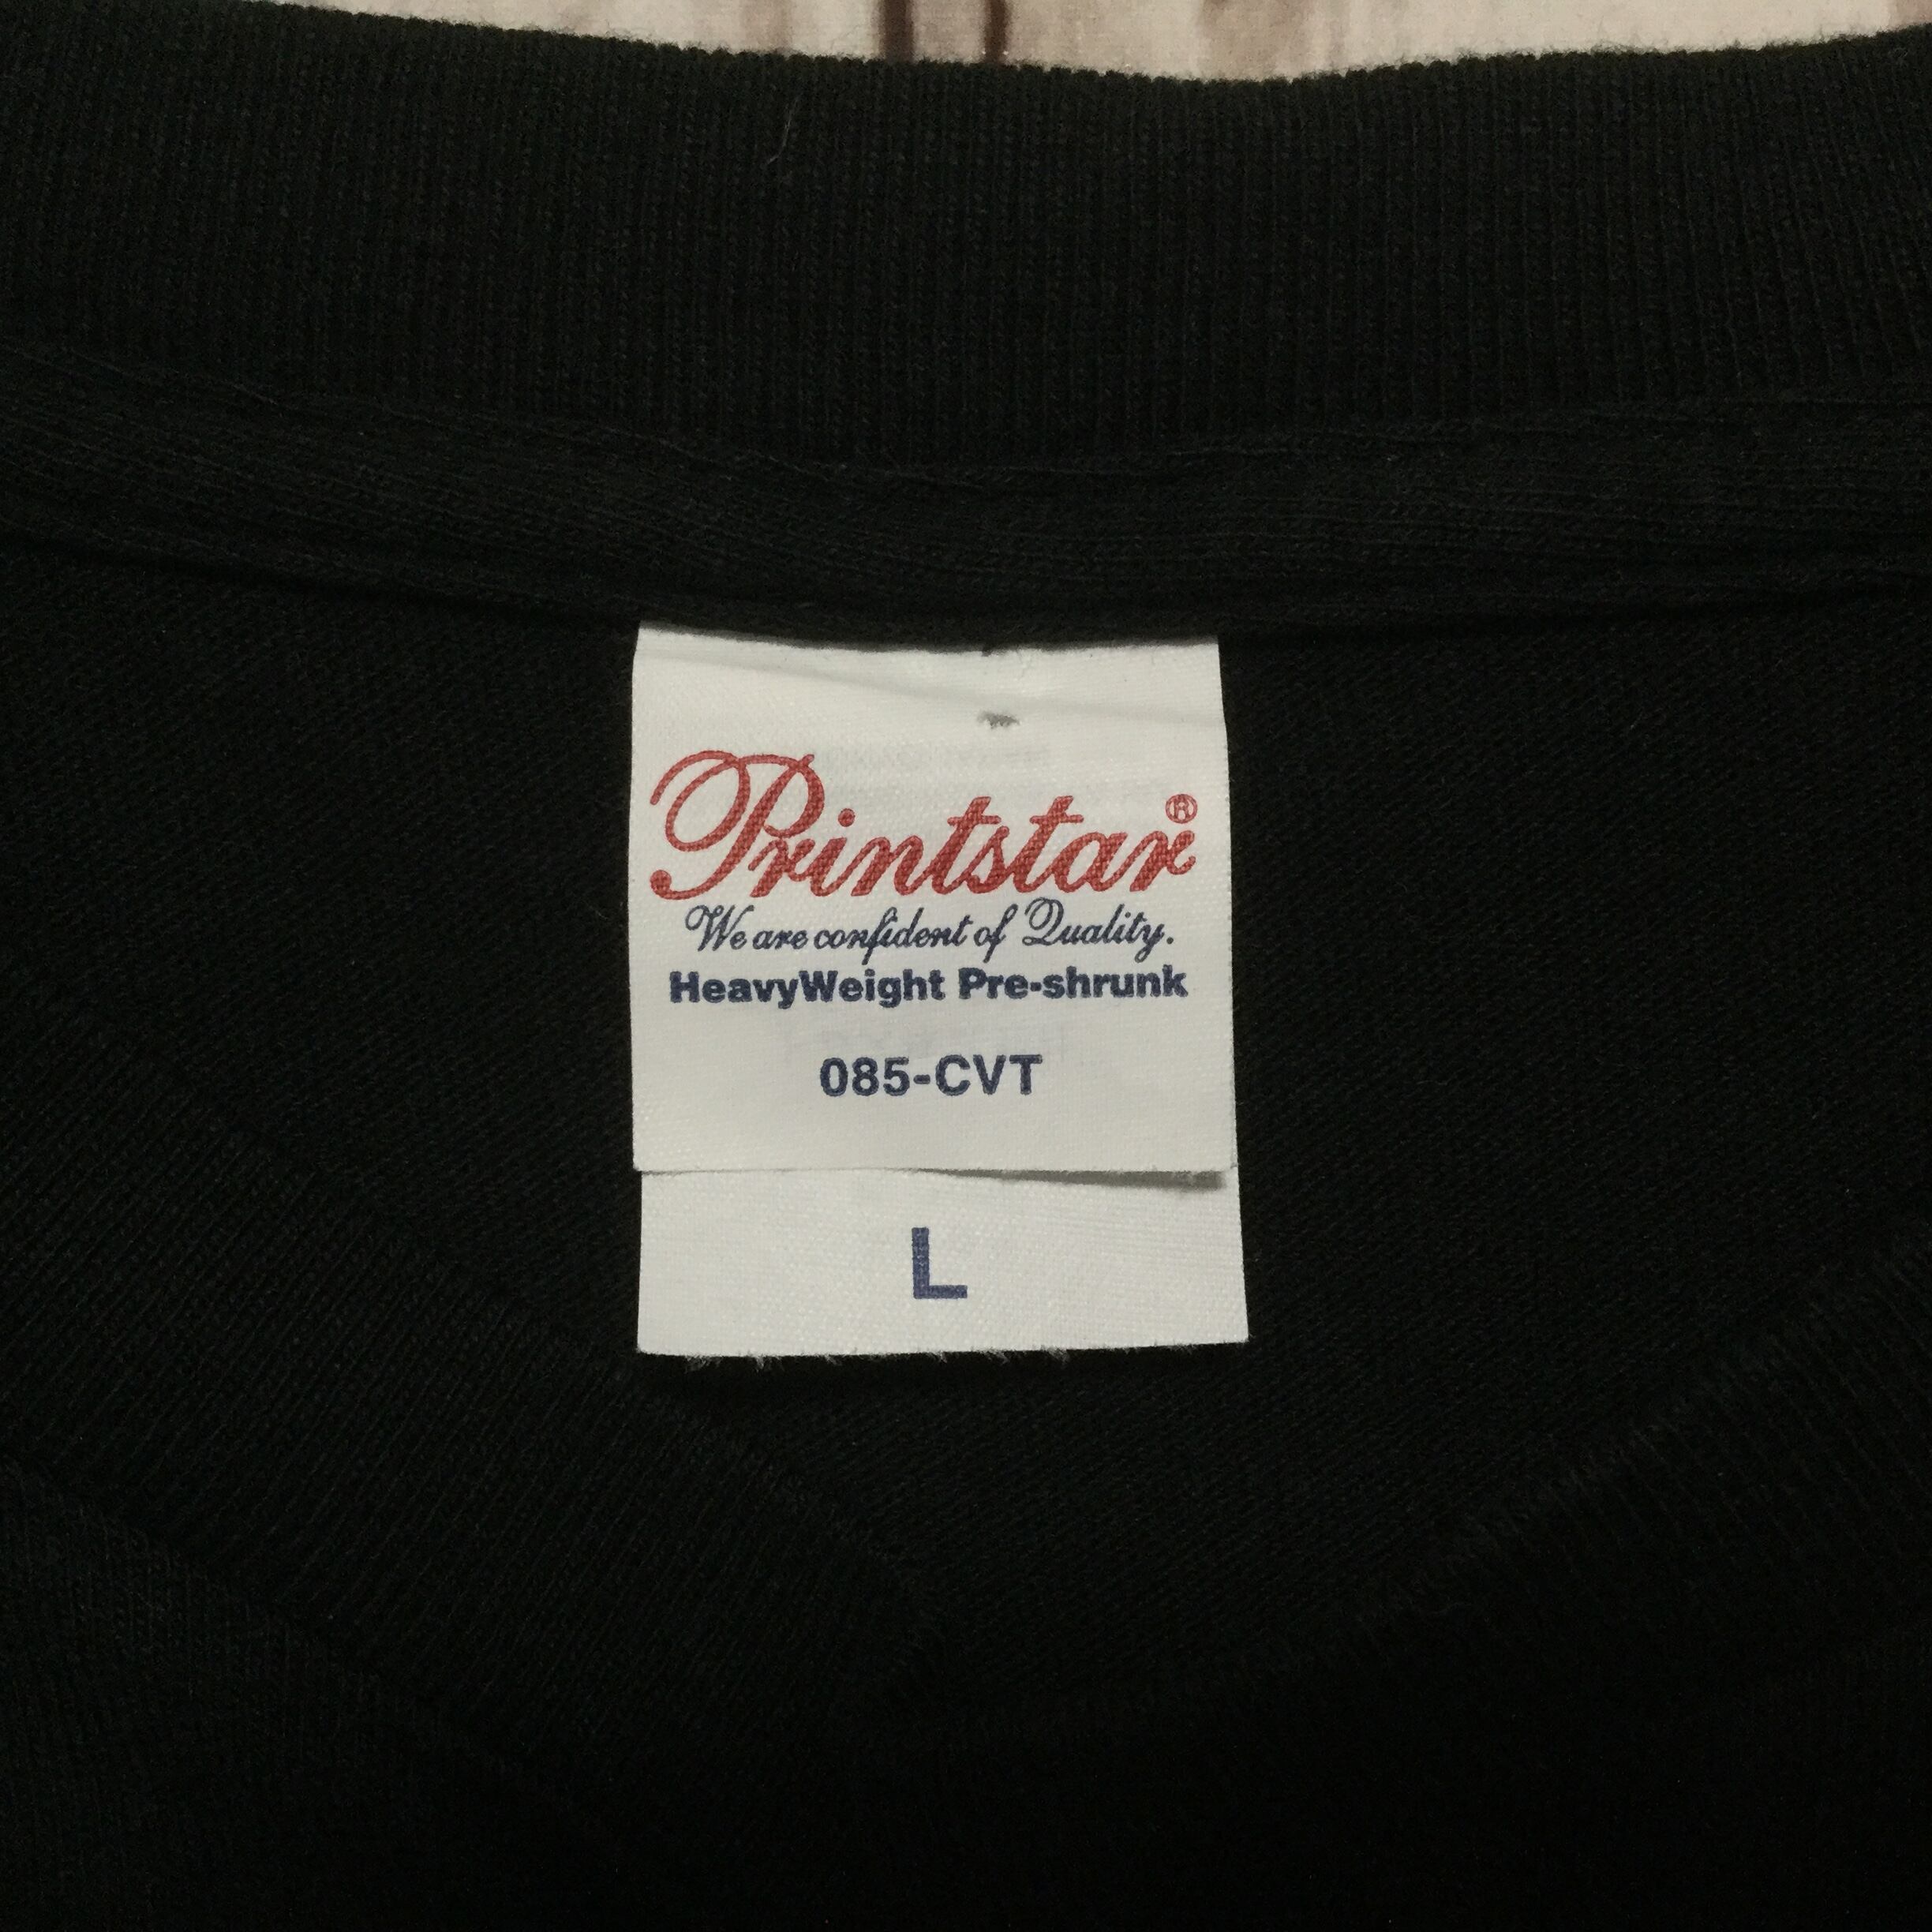 Printstar®
We are confident of Quality.
HeavyWeight Pre-shrunk
085-CVT
L